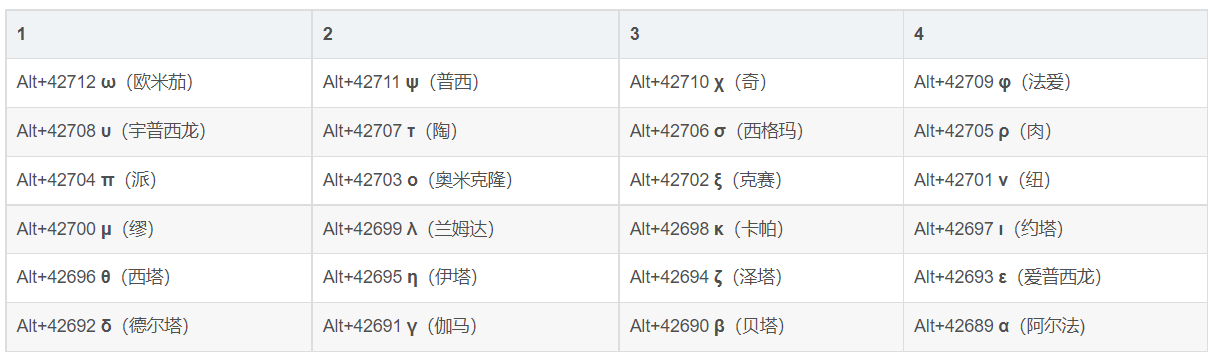 1 2 3 4
Alt+42712 ω（欧米茄） Alt+42711 ψ（普西） Alt+42710 χ（奇） Alt+42709 φ（法爱）
Alt+42708 υ（宇普西龙） Alt+42707 τ（陶） Alt+42706 σ（西格玛） Alt+42705 ρ（肉）
Alt+42704 π（派） Alt+42703 ο（奥米克隆） Alt+42702 ξ（克赛） Alt+42701 ν（纽）
Alt+42700 μ（缪） Alt+42699 λ（兰姆达） Alt+42698 κ（卡帕） Alt+42697 ι（约塔）
Alt+42696 θ（西塔） Alt+42695 η（伊塔） Alt+42694 ζ（泽塔） Alt+42693 ε（爱普西龙）
Alt+42692 δ（德尔塔） Alt+42691 γ（伽马） Alt+42690 β（贝塔） Alt+42689 α（阿尔法)